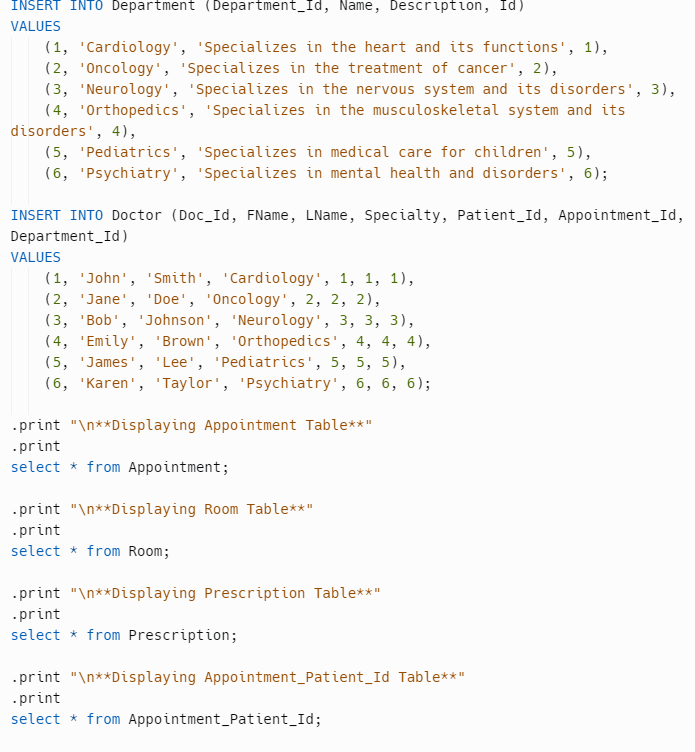 INSERT INTO Department (Department_Id, Name, Description, Id)
VALUES
    (1, 'Cardiology', 'Specializes in the heart and its functions', 1),
    (2, 'Oncology', 'Specializes in the treatment of cancer', 2),
    (3, 'Neurology', 'Specializes in the nervous system and its disorders', 3),
    (4, 'Orthopedics', 'Specializes in the musculoskeletal system and its
disorders', 4),
    (5, 'Pediatrics', 'Specializes in medical care for children', 5),
    (6, 'Psychiatry', 'Specializes in mental health and disorders', 6);
INSERT INTO Doctor (Doc_Id, FName, LName, Specialty, Patient_Id, Appointment_Id,
Department_Id)
VALUES
    (1, 'John', 'Smith', 'Cardiology', 1, 1, 1),
    (2, 'Jane', 'Doe', 'Oncology', 2, 2, 2),
    (3, 'Bob', 'Johnson', 'Neurology', 3, 3, 3),
    (4, 'Emily', 'Brown', 'Orthopedics', 4, 4, 4),
    (5, 'James', 'Lee', 'Pediatrics', 5, 5, 5),
    (6, 'Karen', 'Taylor', 'Psychiatry', 6, 6, 6);
.print "\n**Displaying Appointment Table**"
.print
select * from Appointment;
.print "\n**Displaying Room Table**"
.print
select * from Room;
.print "\n**Displaying Prescription Table**"
.print
select * from Prescription;
.print "\n**Displaying Appointment_Patient_Id Table**"
.print
select * from Appointment_Patient_Id;